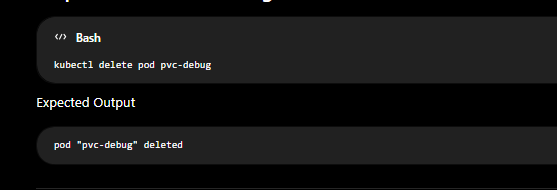 </> Bash
kubectl delete pod pvc-debug
Expected Output
pod "pvc-debug" deleted